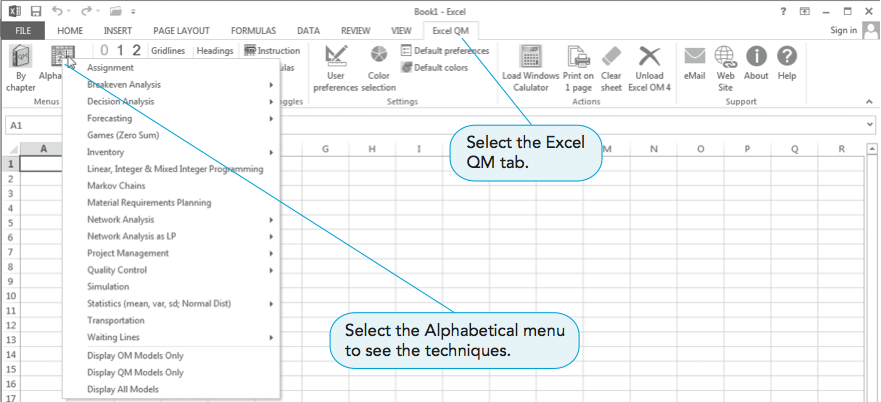 Book1 - Excel
FILE HOME INSERT PAGE LAYOUT FORMULAS DATA REVIEW VIEW Excel QM Sign in
0 1 2 Gridlines Headings Instruction
By chapter
Alpha
ulas
oggles
Menus
User preferences
Color selection
Default preferences
Default colors
Settings
Load Windows Calulator
Print on 1 page
Clear sheet
Unload Excel OM 4
Actions
eMail
Web Site
About
Help
Support
A1
Assignment
Breakeven Analysis
Decision Analysis
Forecasting
Games (Zero Sum)
Inventory
Linear, Integer & Mixed Integer Programming
Markov Chains
Material Requirements Planning
Network Analysis
Network Analysis as LP
Project Management
Quality Control
Simulation
Statistics (mean, var, sd; Normal Dist)
Transportation
Waiting Lines
Display OM Models Only
Display QM Models Only
Display All Models
A G H I M N O P Q R
1
2
3
4
5
6
7
8
9
10
11
12
13
14
15
16
17
Select the Excel
QM tab.
Select the Alphabetical menu
to see the techniques.